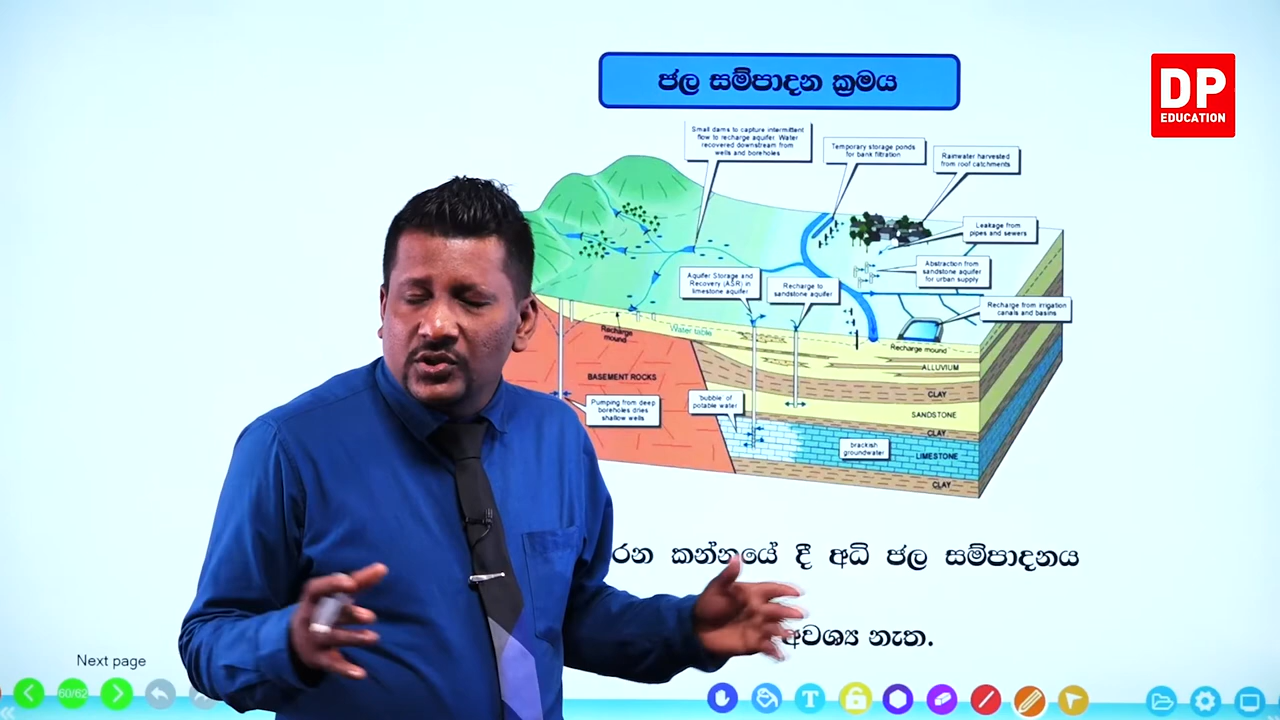 ජල සම්පාදන ක්‍රමය
DP
EDUCATION
Small dams to capture intermittent
flow to recharge aquifer. Water
recovered downstream from
wells and boreholes
Temporary storage ponds
for bank filtration
Rainwater harvested
from roof catchments
Leakage from
pipes and sewers
Aquifer Storage and
Recovery (ASR) in
limestone aquifer
Recharge to
sandstone aquifer
Abstraction from
sandstone aquifer
for urban supply
Recharge from irrigation
canals and basins
Recharge
mound
Water table
Recharge mound
ALLUVIUM
BASEMENT ROCKS
CLAY
Pumping from deep
boreholes dries
shallow wells
bubble of
potable water
SANDSTONE
CLAY
brackish
groundwater
LIMESTONE
CLAY
කන්නයේ දී අධි ජල සම්පාදනය
අවශ්‍ය නැත.
Next page
60/62
T